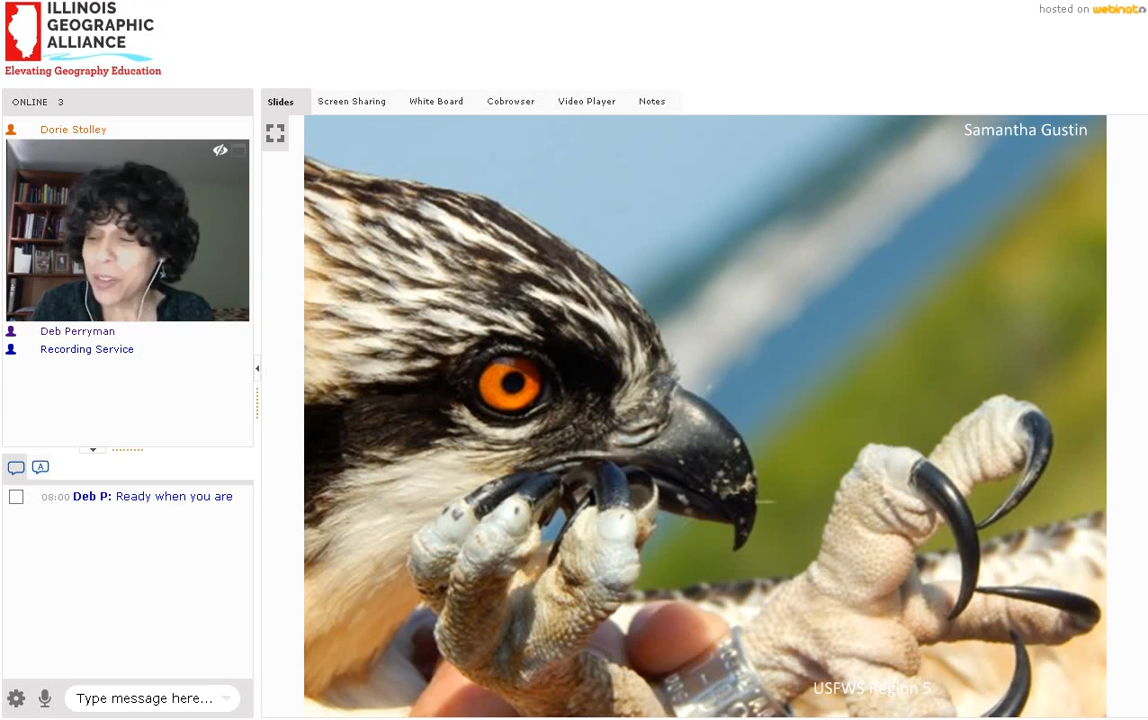 ILLINOIS
GEOGRAPHIC
ALLIANCE
Elevating Geography Education
hosted on webinato
ONLINE 3
Dorie Stolley
Deb Perryman
Recording Service
Slides Screen Sharing White Board Cobrowser Video Player Notes
Samantha Gustin
USFWS Region 5
A
08:00 Deb P: Ready when you are
Type message here...